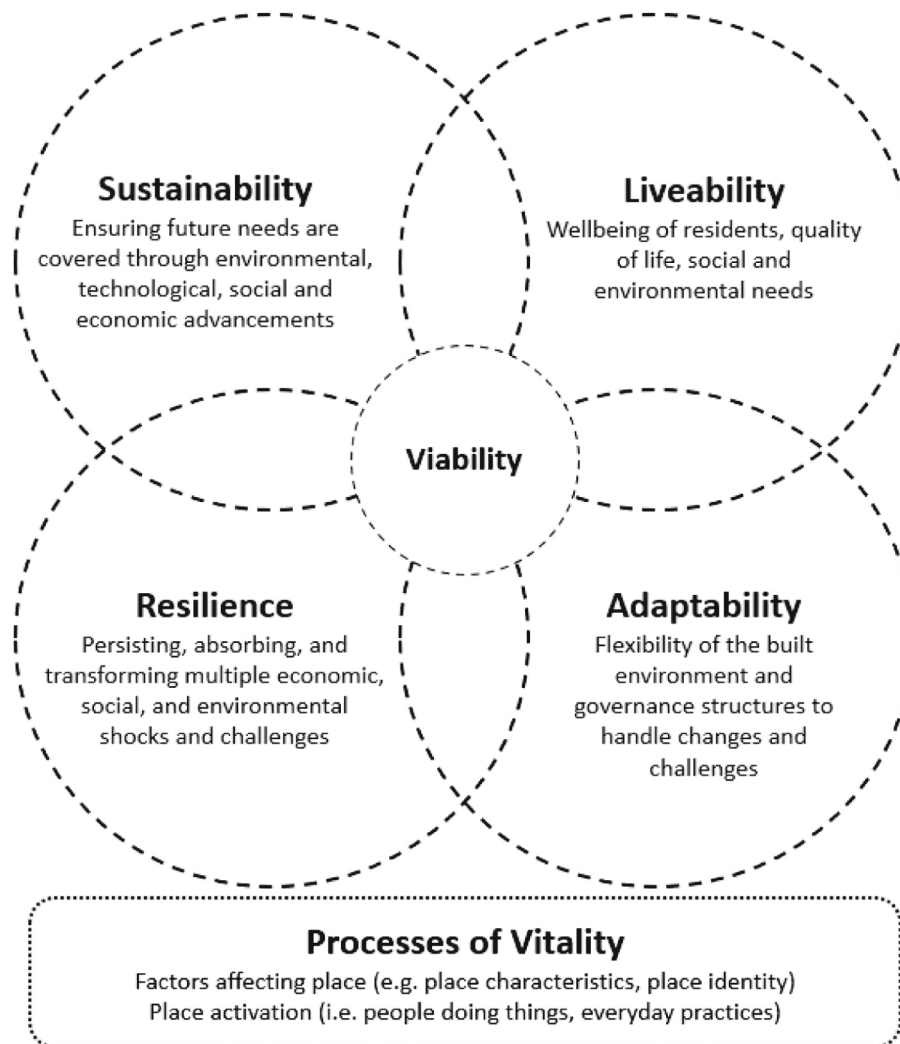 Sustainability
Ensuring future needs are
covered through environmental,
technological, social and
economic advancements
Liveability
Wellbeing of residents, quality
of life, social and
environmental needs
Viability
Resilience
Persisting, absorbing, and
transforming multiple economic,
social, and environmental
shocks and challenges
Adaptability
Flexibility of the built
environment and
governance structures to
handle changes and
challenges
Processes of Vitality
Factors affecting place (e.g. place characteristics, place identity)
Place activation (i.e. people doing things, everyday practices)